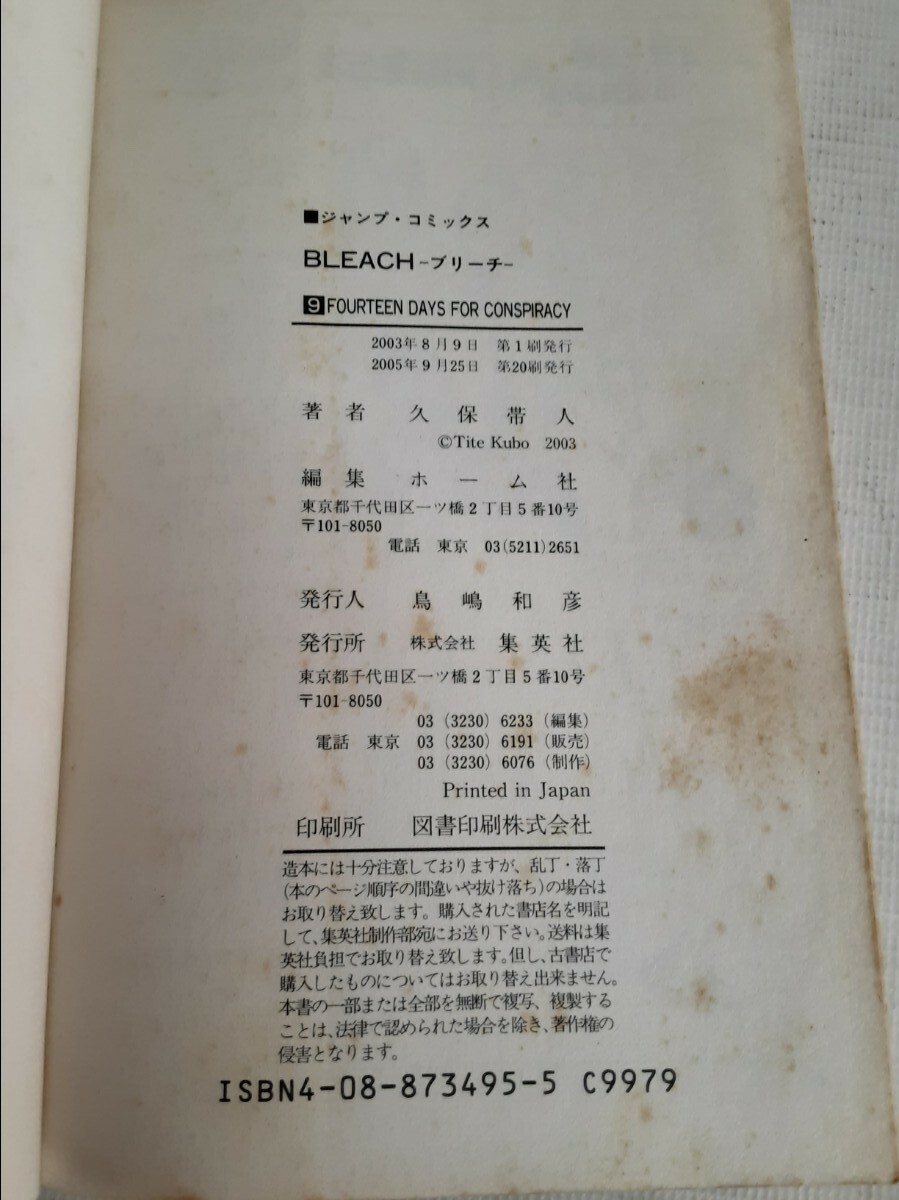 ■ジャンプ・コミックス
BLEACH-ブリーチ-
9 FOURTEEN DAYS FOR CONSPIRACY
2003年8月9日 第1刷発行
2005年9月25日 第20刷発行
著者 久保帯人
©Tite Kubo 2003
編集 ホーム社
東京都千代田区一ツ橋2丁目5番10号
〒101-8050
電話 東京 03(5211)2651
発行人 鳥嶋和彦
発行所 株式会社 集英社
東京都千代田区一ツ橋2丁目5番10号
〒101-8050
03(3230)6233(編集)
電話 東京 03(3230)6191(販売)
03(3230)6076(制作)
Printed in Japan
印刷所 図書印刷株式会社
造本には十分注意しておりますが、乱丁・落丁
(本のページ順序の間違いや抜け落ち)の場合は
お取り替え致します。購入された書店名を明記
して、集英社制作部宛にお送り下さい。送料は集
英社負担でお取り替え致します。但し、古書店で
購入したものについてはお取り替え出来ません。
本書の一部または全部を無断で複写、複製する
ことは、法律で認められた場合を除き、著作権の
侵害となります。
ISBN4-08-873495-5 C9979